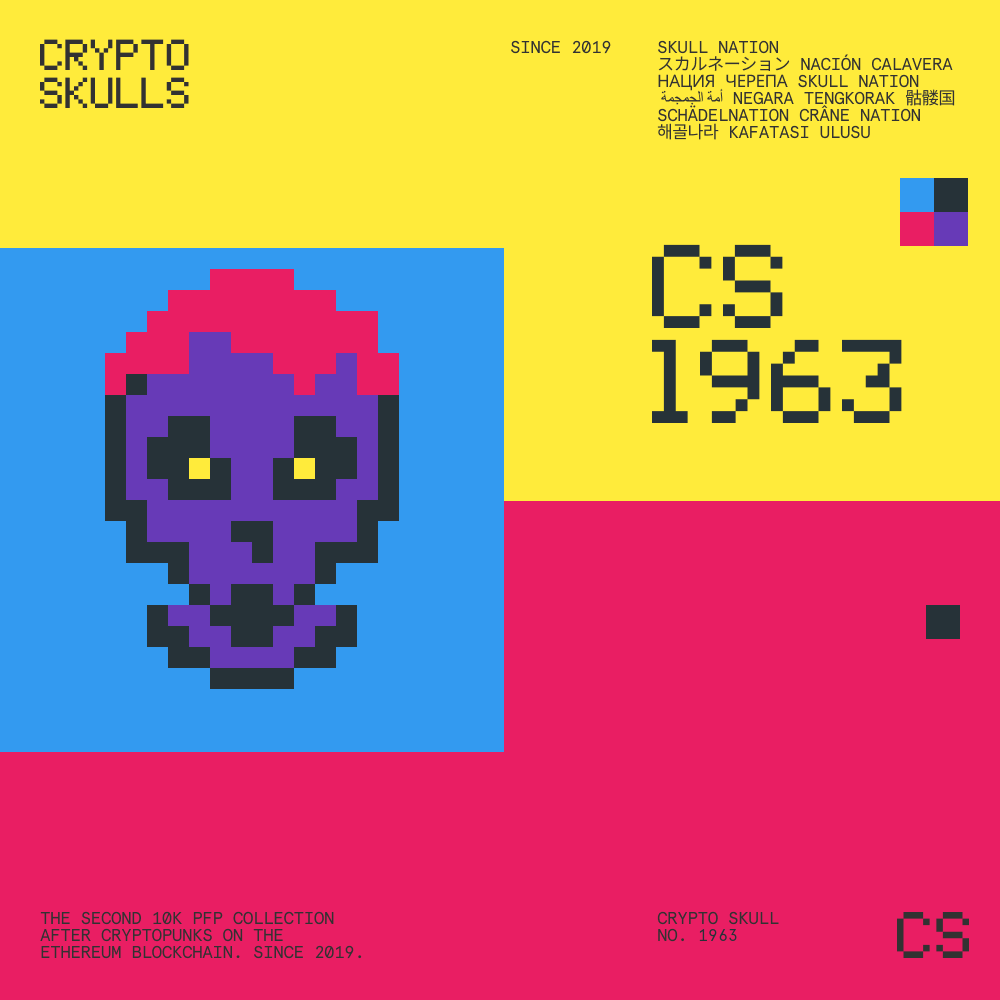 CRYPTO
SKULLS
SINCE 2019
SKULL NATION
スカルネーション NACIÓN CALAVERA
НАЦИЯ ЧЕРЕПА SKULL NATION
أمة الجمجمة NEGARA TENGKORAK 骷髅国
SCHÄDELNATION CRÂNE NATION
해골나라 KAFATASI ULUSU
CS
1963
THE SECOND 10K PFP COLLECTION
AFTER CRYPTOPUNKS ON THE
ETHEREUM BLOCKCHAIN. SINCE 2019.
CRYPTO SKULL
NO. 1963
CS